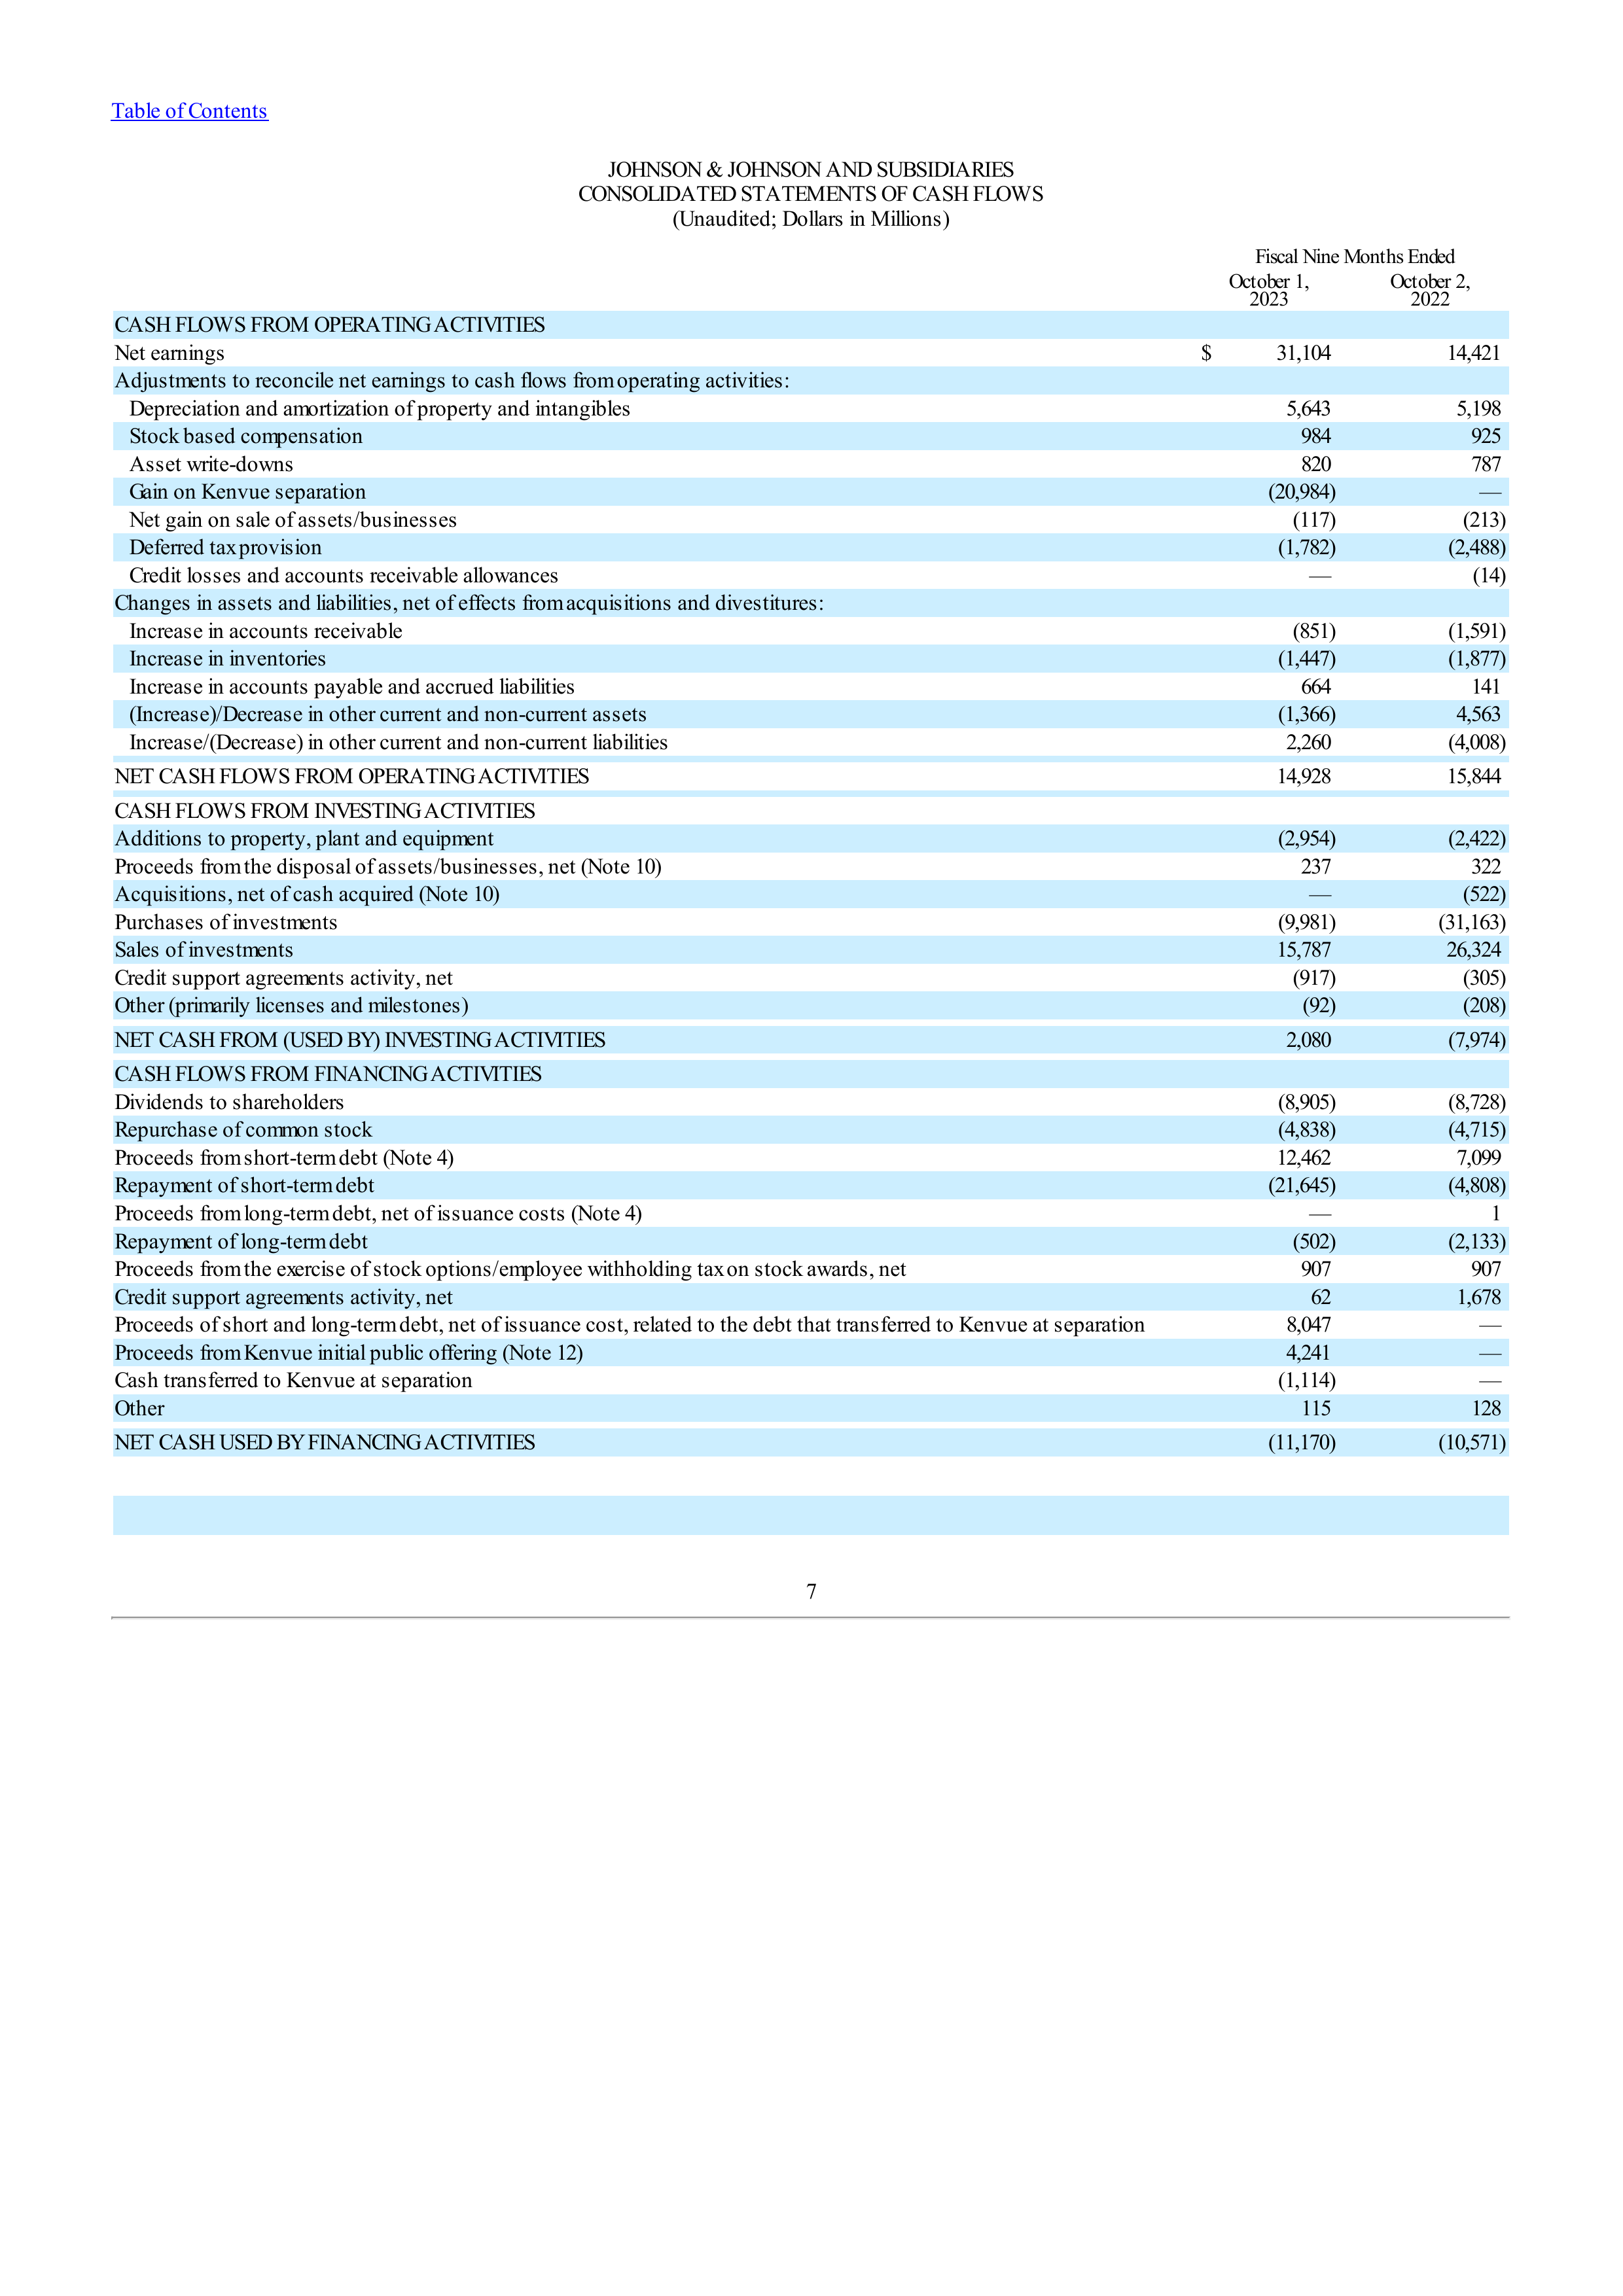 Table of Contents
JOHNSON & JOHNSON AND SUBSIDIARIES
CONSOLIDATED STATEMENTS OF CASH FLOWS
(Unaudited; Dollars in Millions)
Fiscal Nine Months Ended
October 1, 2023 October 2, 2022
CASH FLOWS FROM OPERATING ACTIVITIES
Net earnings $ 31,104 14,421
Adjustments to reconcile net earnings to cash flows from operating activities:
Depreciation and amortization of property and intangibles 5,643 5,198
Stock based compensation 984 925
Asset write-downs 820 787
Gain on Kenvue separation (20,984) —
Net gain on sale of assets/businesses (117) (213)
Deferred tax provision (1,782) (2,488)
Credit losses and accounts receivable allowances — (14)
Changes in assets and liabilities, net of effects from acquisitions and divestitures:
Increase in accounts receivable (851) (1,591)
Increase in inventories (1,447) (1,877)
Increase in accounts payable and accrued liabilities 664 141
(Increase)/Decrease in other current and non-current assets (1,366) 4,563
Increase/(Decrease) in other current and non-current liabilities 2,260 (4,008)
NET CASH FLOWS FROM OPERATING ACTIVITIES 14,928 15,844
CASH FLOWS FROM INVESTING ACTIVITIES
Additions to property, plant and equipment (2,954) (2,422)
Proceeds from the disposal of assets/businesses, net (Note 10) 237 322
Acquisitions, net of cash acquired (Note 10) — (522)
Purchases of investments (9,981) (31,163)
Sales of investments 15,787 26,324
Credit support agreements activity, net (917) (305)
Other (primarily licenses and milestones) (92) (208)
NET CASH FROM (USED BY) INVESTING ACTIVITIES 2,080 (7,974)
CASH FLOWS FROM FINANCING ACTIVITIES
Dividends to shareholders (8,905) (8,728)
Repurchase of common stock (4,838) (4,715)
Proceeds from short-term debt (Note 4) 12,462 7,099
Repayment of short-term debt (21,645) (4,808)
Proceeds from long-term debt, net of issuance costs (Note 4) — 1
Repayment of long-term debt (502) (2,133)
Proceeds from the exercise of stock options/employee withholding tax on stock awards, net 907 907
Credit support agreements activity, net 62 1,678
Proceeds of short and long-term debt, net of issuance cost, related to the debt that transferred to Kenvue at separation 8,047 —
Proceeds from Kenvue initial public offering (Note 12) 4,241 —
Cash transferred to Kenvue at separation (1,114) —
Other 115 128
NET CASH USED BY FINANCING ACTIVITIES (11,170) (10,571)
7